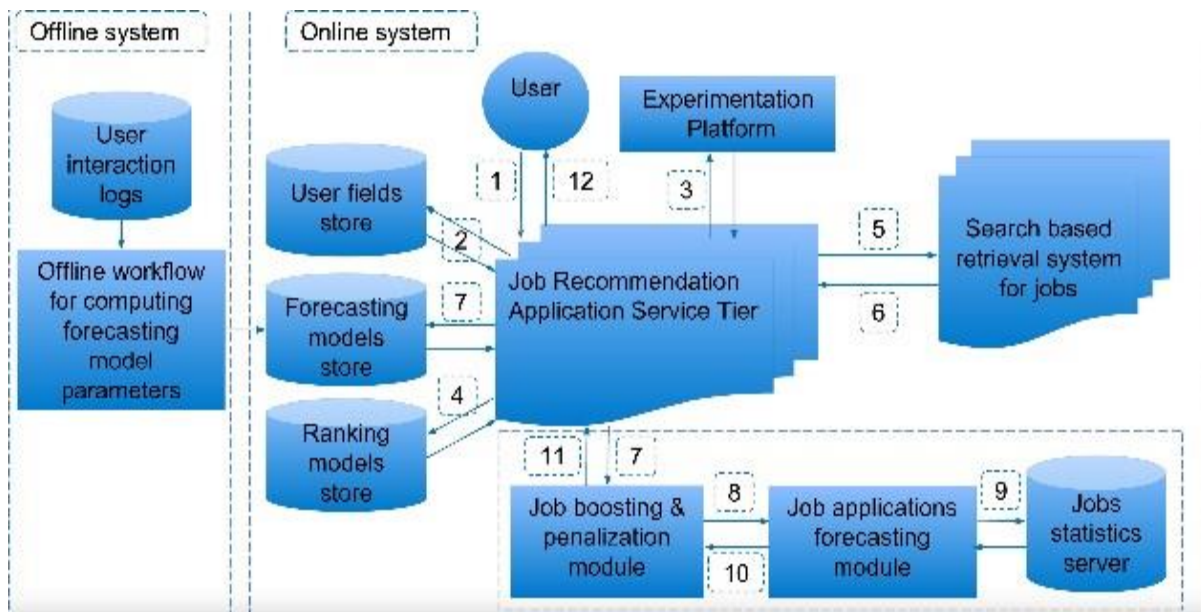 Offline system
Online system
User
interaction
logs
Offline workflow
for computing
forecasting
model
parameters
User
Experimentation
Platform
1
12
3
User fields
store
2
5
Search based
retrieval system
for jobs
6
Job Recommendation
Application Service Tier
Forecasting
models
store
7
4
Ranking
models
store
11
7
Job boosting &
penalization
module
8
10
Job applications
forecasting
module
9
Jobs
statistics
server